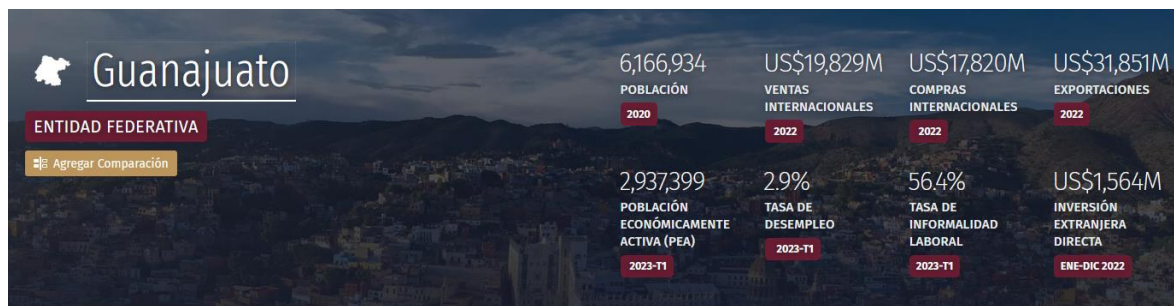 Guanajuato
ENTIDAD FEDERATIVA
Agregar Comparación
6,166,934
POBLACIÓN
2020
US$19,829M
VENTAS
INTERNACIONALES
2022
US$17,820M
COMPRAS
INTERNACIONALES
2022
US$31,851M
EXPORTACIONES
2022
2,937,399
POBLACIÓN
ECONÓMICAMENTE
ACTIVA (PEA)
2023-T1
2.9%
TASA DE
DESEMPLEO
2023-T1
56.4%
TASA DE
INFORMALIDAD
LABORAL
2023-T1
US$1,564M
INVERSIÓN
EXTRANJERA
DIRECTA
ENE-DIC 2022